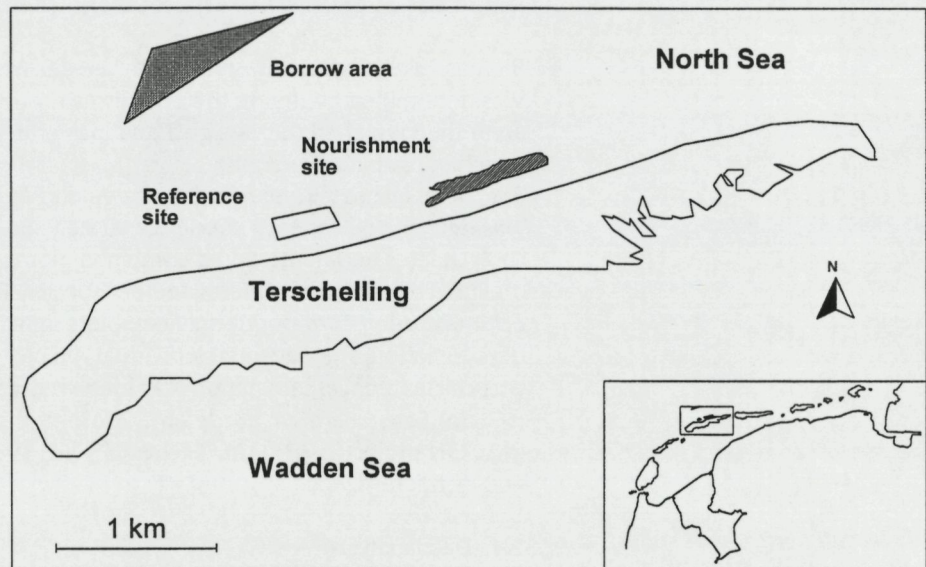 North Sea
Borrow area
Nourishment
site
Reference
site
Terschelling
N
Wadden Sea
1 km